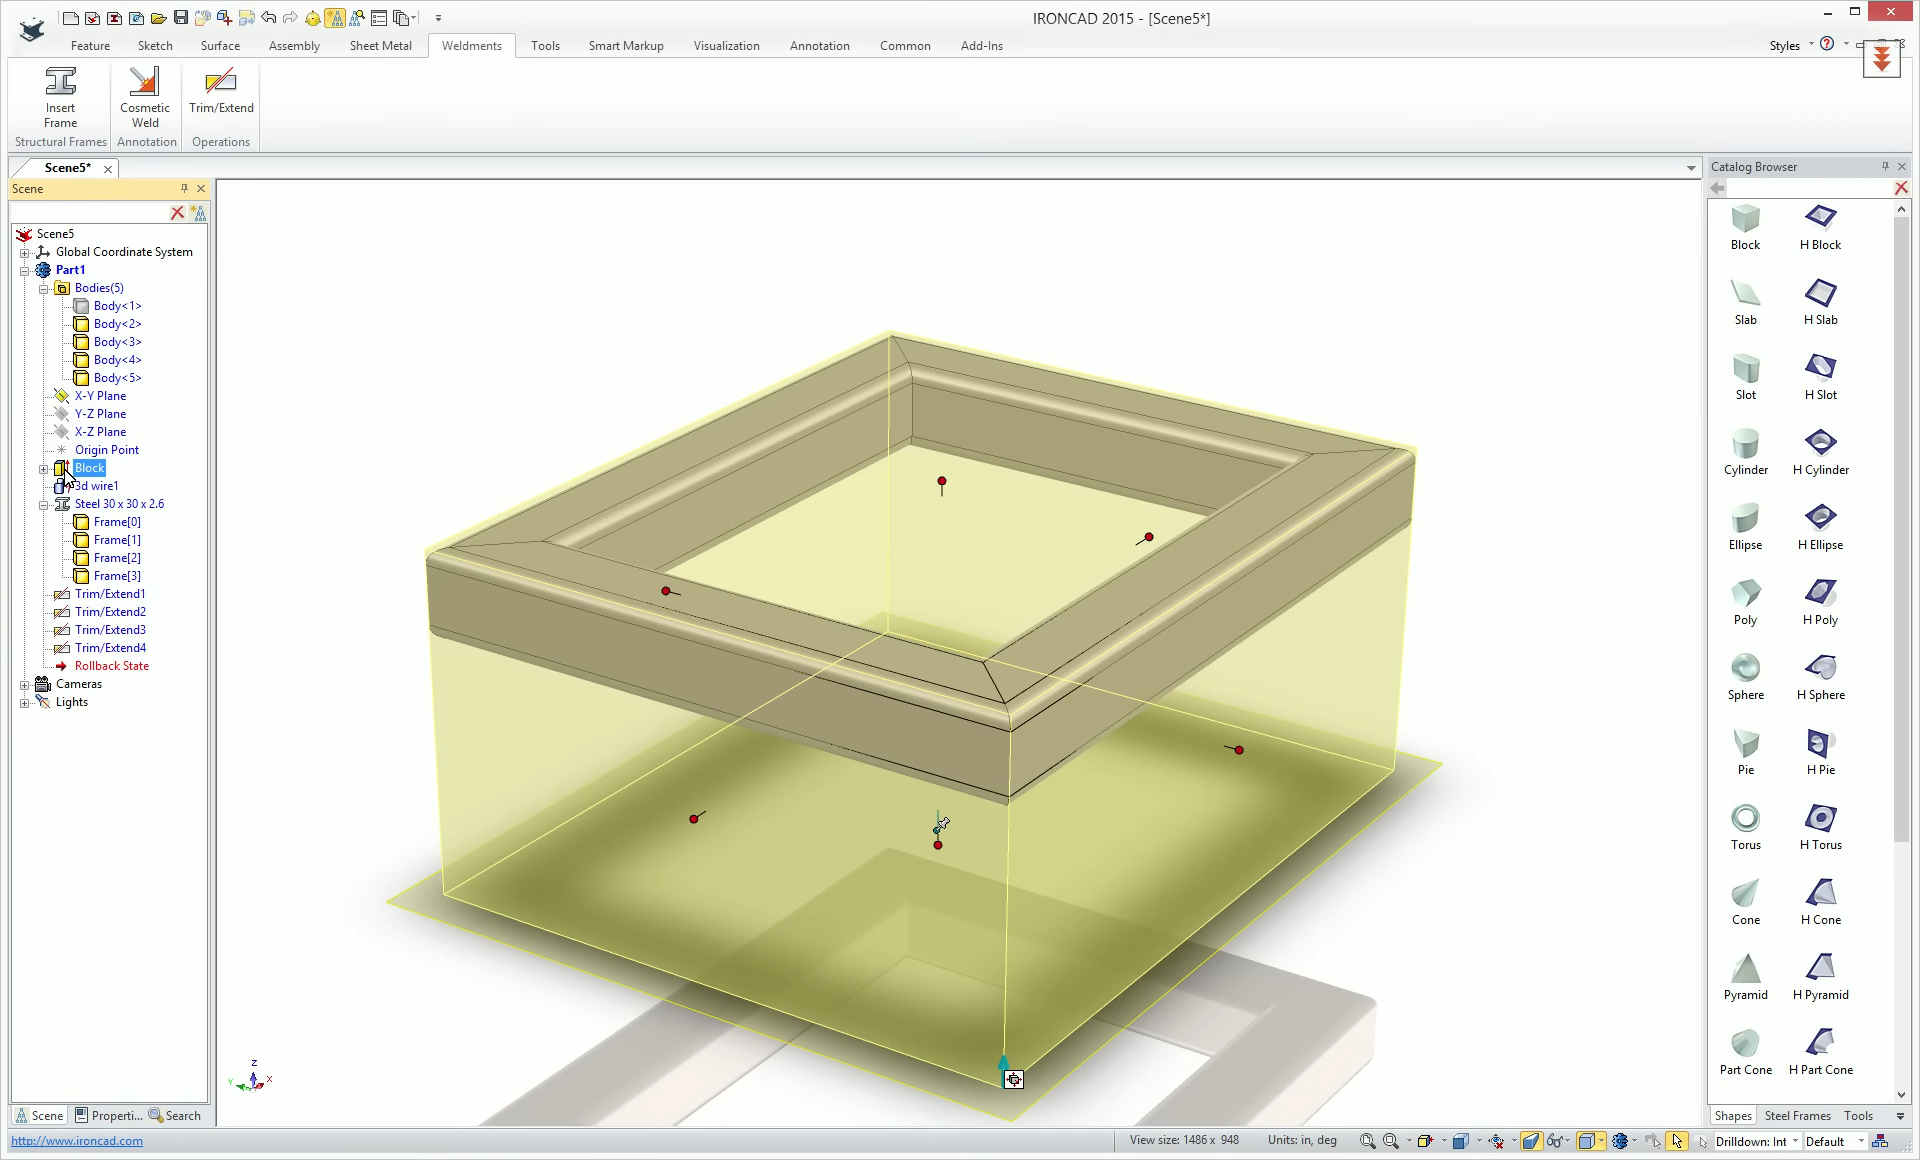 IRONCAD 2015 - [Scene5*]
Feature
Sketch
Surface
Assembly
Sheet Metal
Weldments
Tools
Smart Markup
Visualization
Annotation
Common
Add-Ins
Styles
Insert
Frame
Structural Frames
Cosmetic
Weld
Annotation
Trim/Extend
Operations
Scene5*
Scene
Scene5
Global Coordinate System
Part1
Bodies(5)
Body<1>
Body<2>
Body<3>
Body<4>
Body<5>
X-Y Plane
Y-Z Plane
X-Z Plane
Origin Point
Block
3d wire1
Steel 30 x 30 x 2.6
Frame[0]
Frame[1]
Frame[2]
Frame[3]
Trim/Extend1
Trim/Extend2
Trim/Extend3
Trim/Extend4
Rollback State
Cameras
Lights
Scene
Properti...
Search
Z
Y
X
Catalog Browser
Block
H Block
Slab
H Slab
Slot
H Slot
Cylinder
H Cylinder
Ellipse
H Ellipse
Poly
H Poly
Sphere
H Sphere
Pie
H Pie
Torus
H Torus
Cone
H Cone
Pyramid
H Pyramid
Part Cone
H Part Cone
Shapes
Steel Frames
Tools
http://www.ironcad.com
View size: 1486 x 948
Units: in, deg
Drilldown: Int
Default